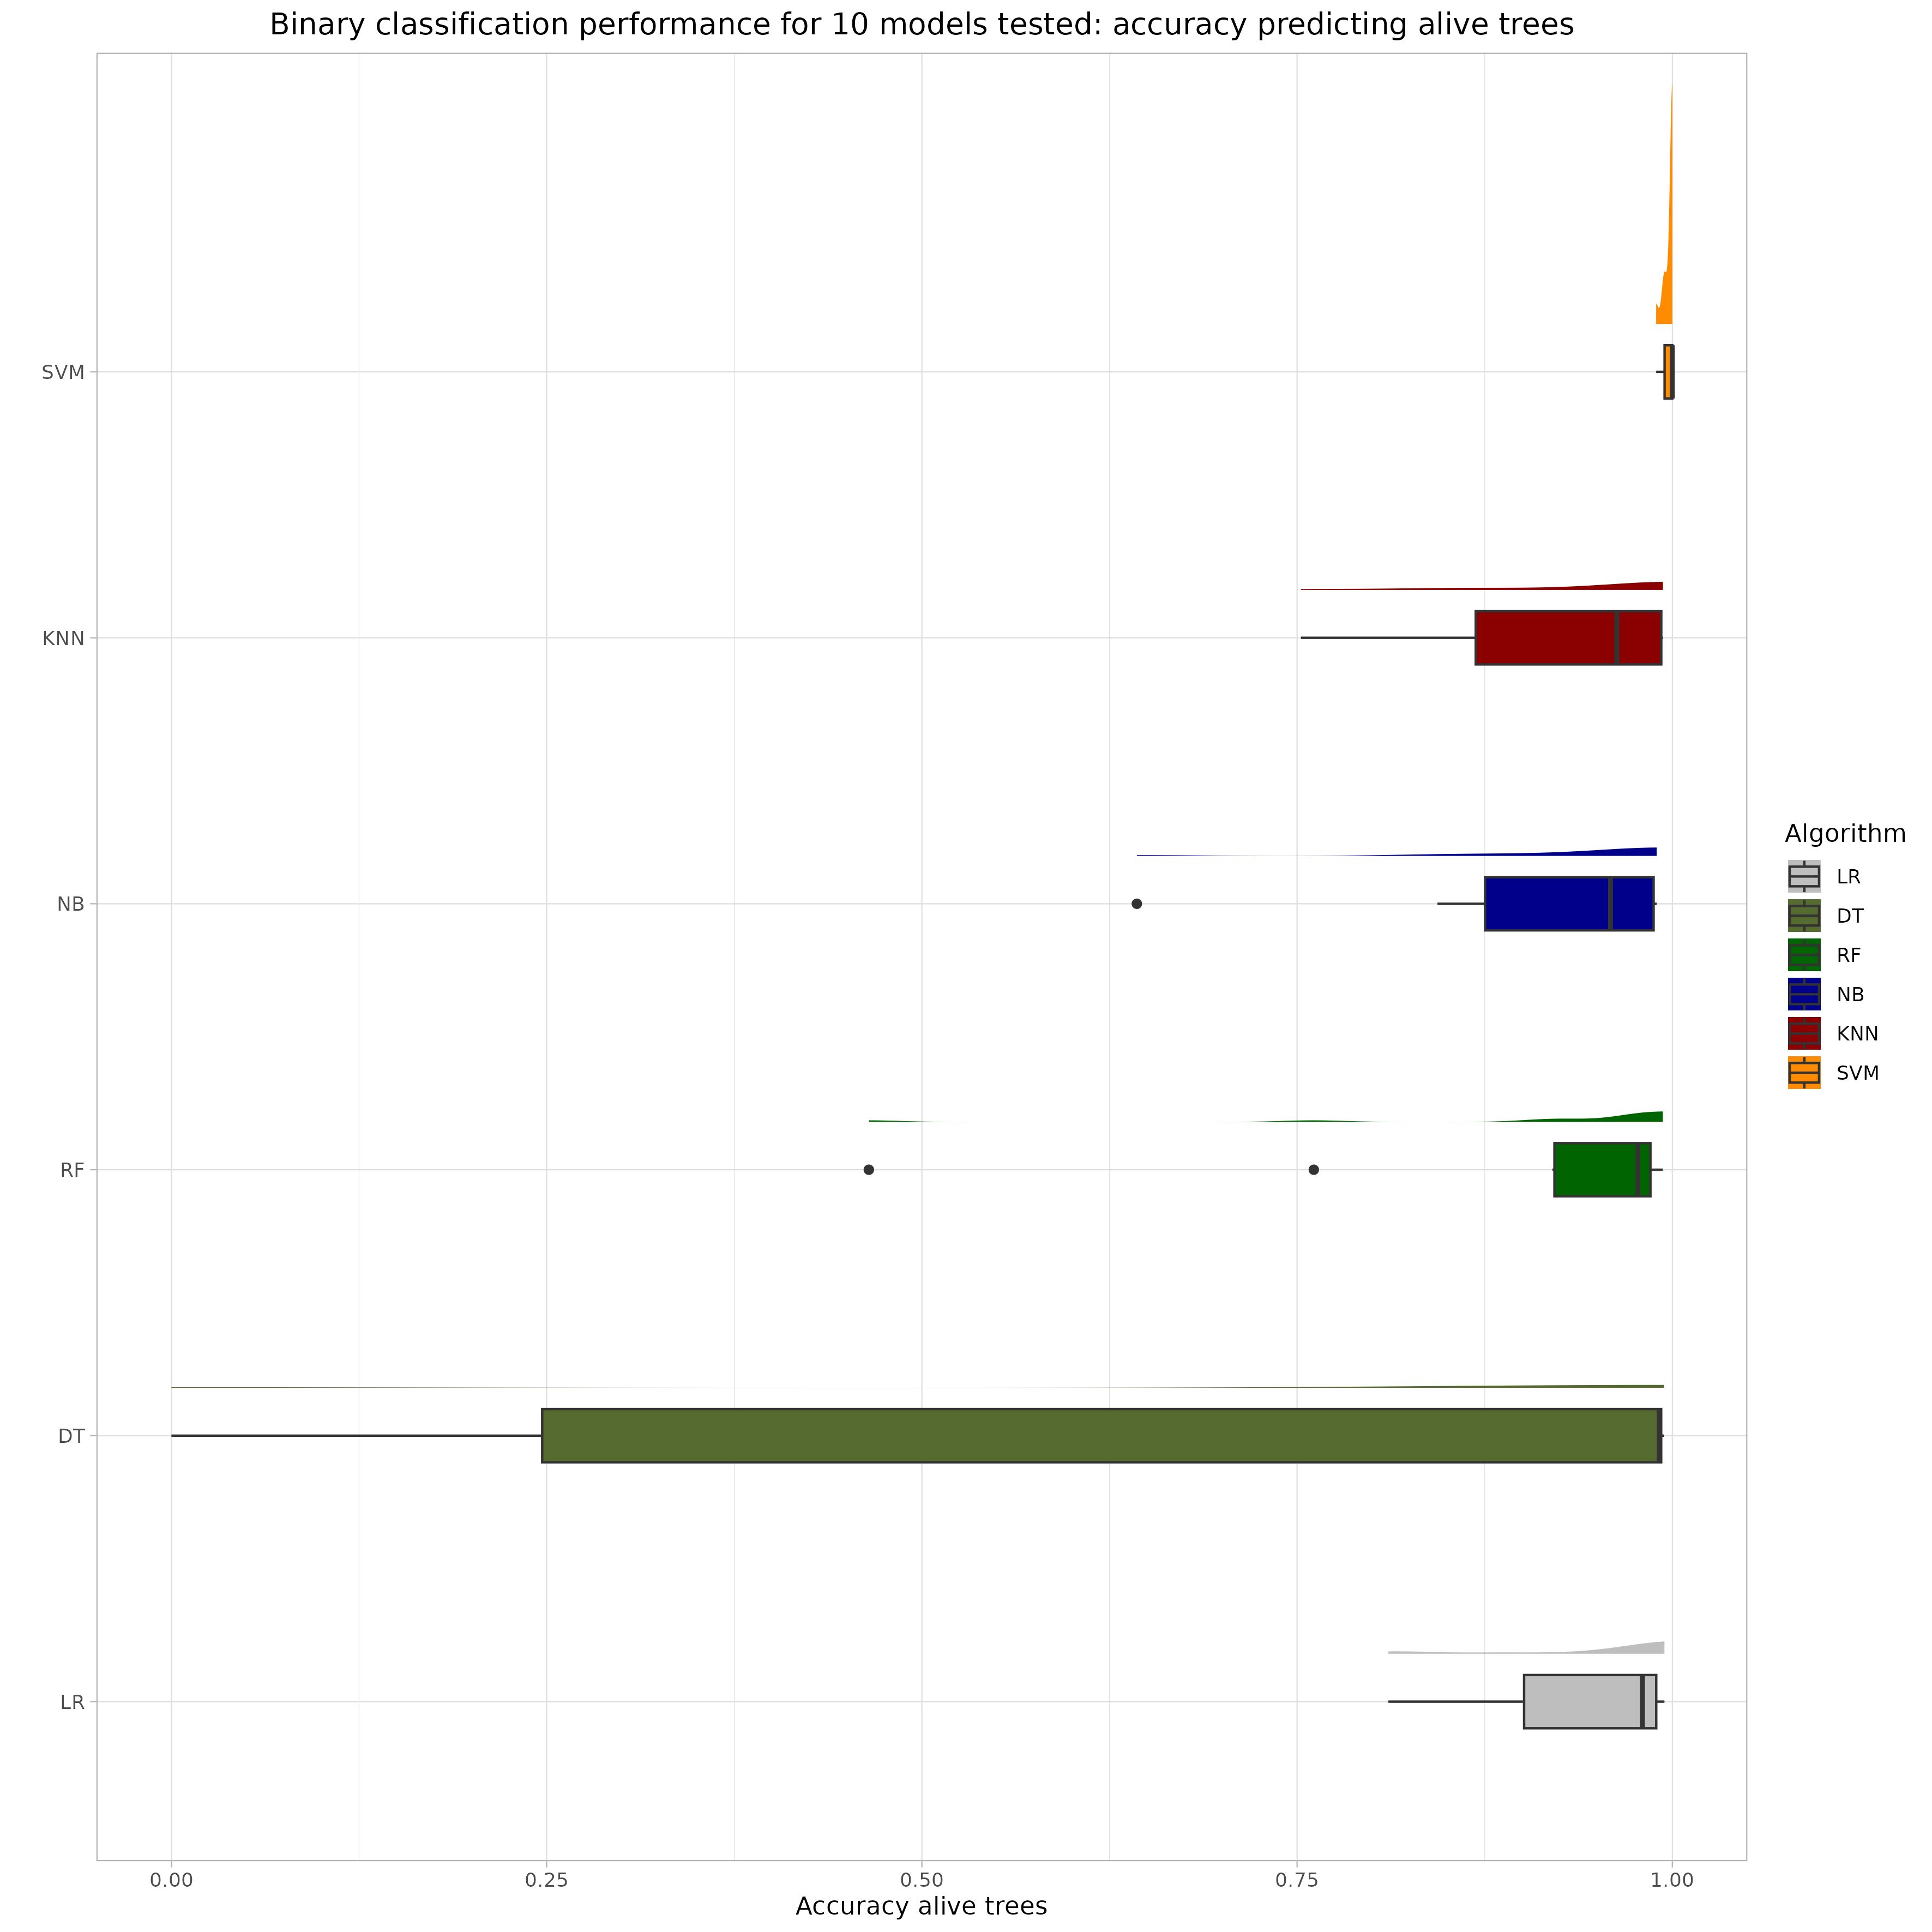 Binary classification performance for 10 models tested: accuracy predicting alive trees
SVM
KNN
NB
RF
DT
LR
0.00
0.25
0.50
0.75
1.00
Accuracy alive trees
Algorithm
LR
DT
RF
NB
KNN
SVM